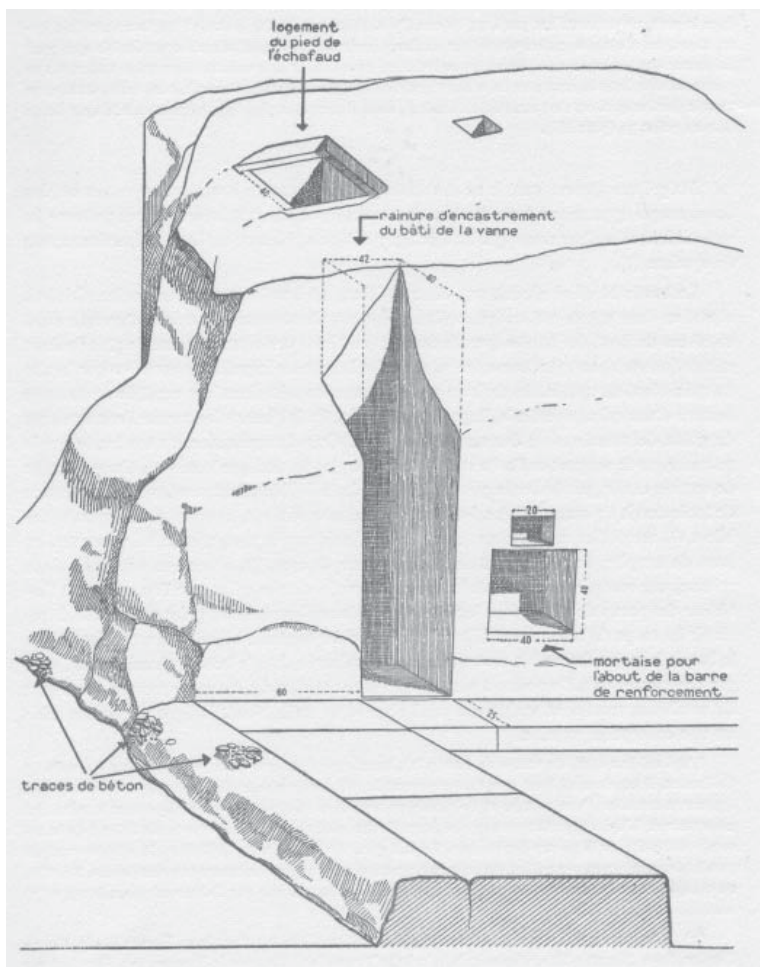 logement
du pied de
l'échafaud
rainure d'encastrement
du bâti de la vanne
42
40
20
40
40
mortaise pour
l'about de la barre
de renforcement
60
25
traces de béton